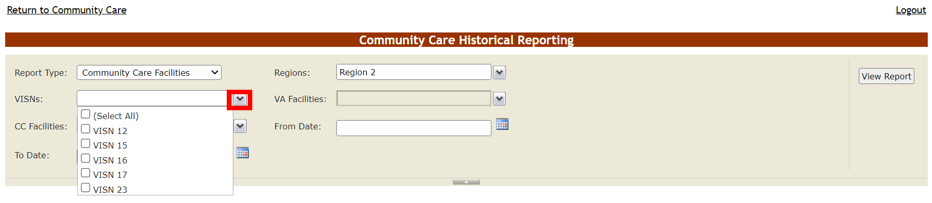 Return to Community Care Logout
Community Care Historical Reporting
Report Type: Community Care Facilities Regions: Region 2 View Report
VISNs: VA Facilities:
(Select All)
CC Facilities: From Date:
VISN 12
VISN 15
To Date:
VISN 16
VISN 17
VISN 23